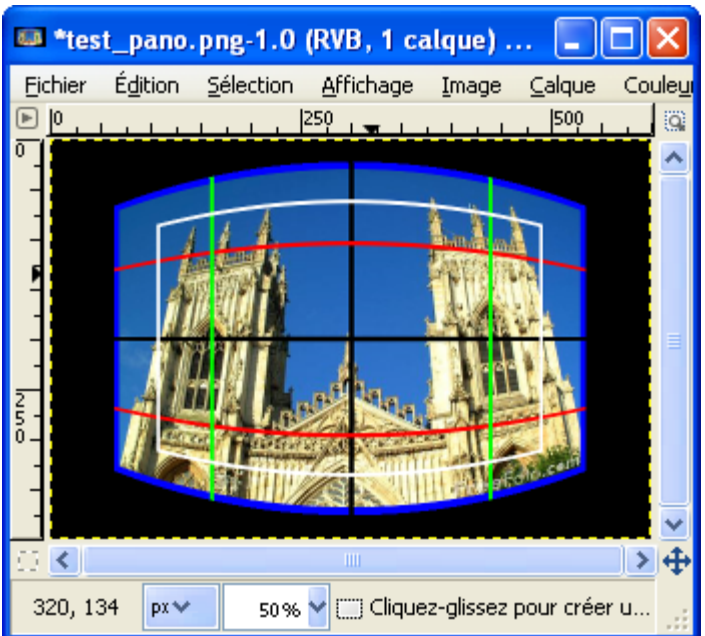 *test_pano.png-1.0 (RVB, 1 calque) ...
Fichier Édition Sélection Affichage Image Calque Couleu
0 250 500
0
250
320, 134 px 50% Cliquez-glissez pour créer u...